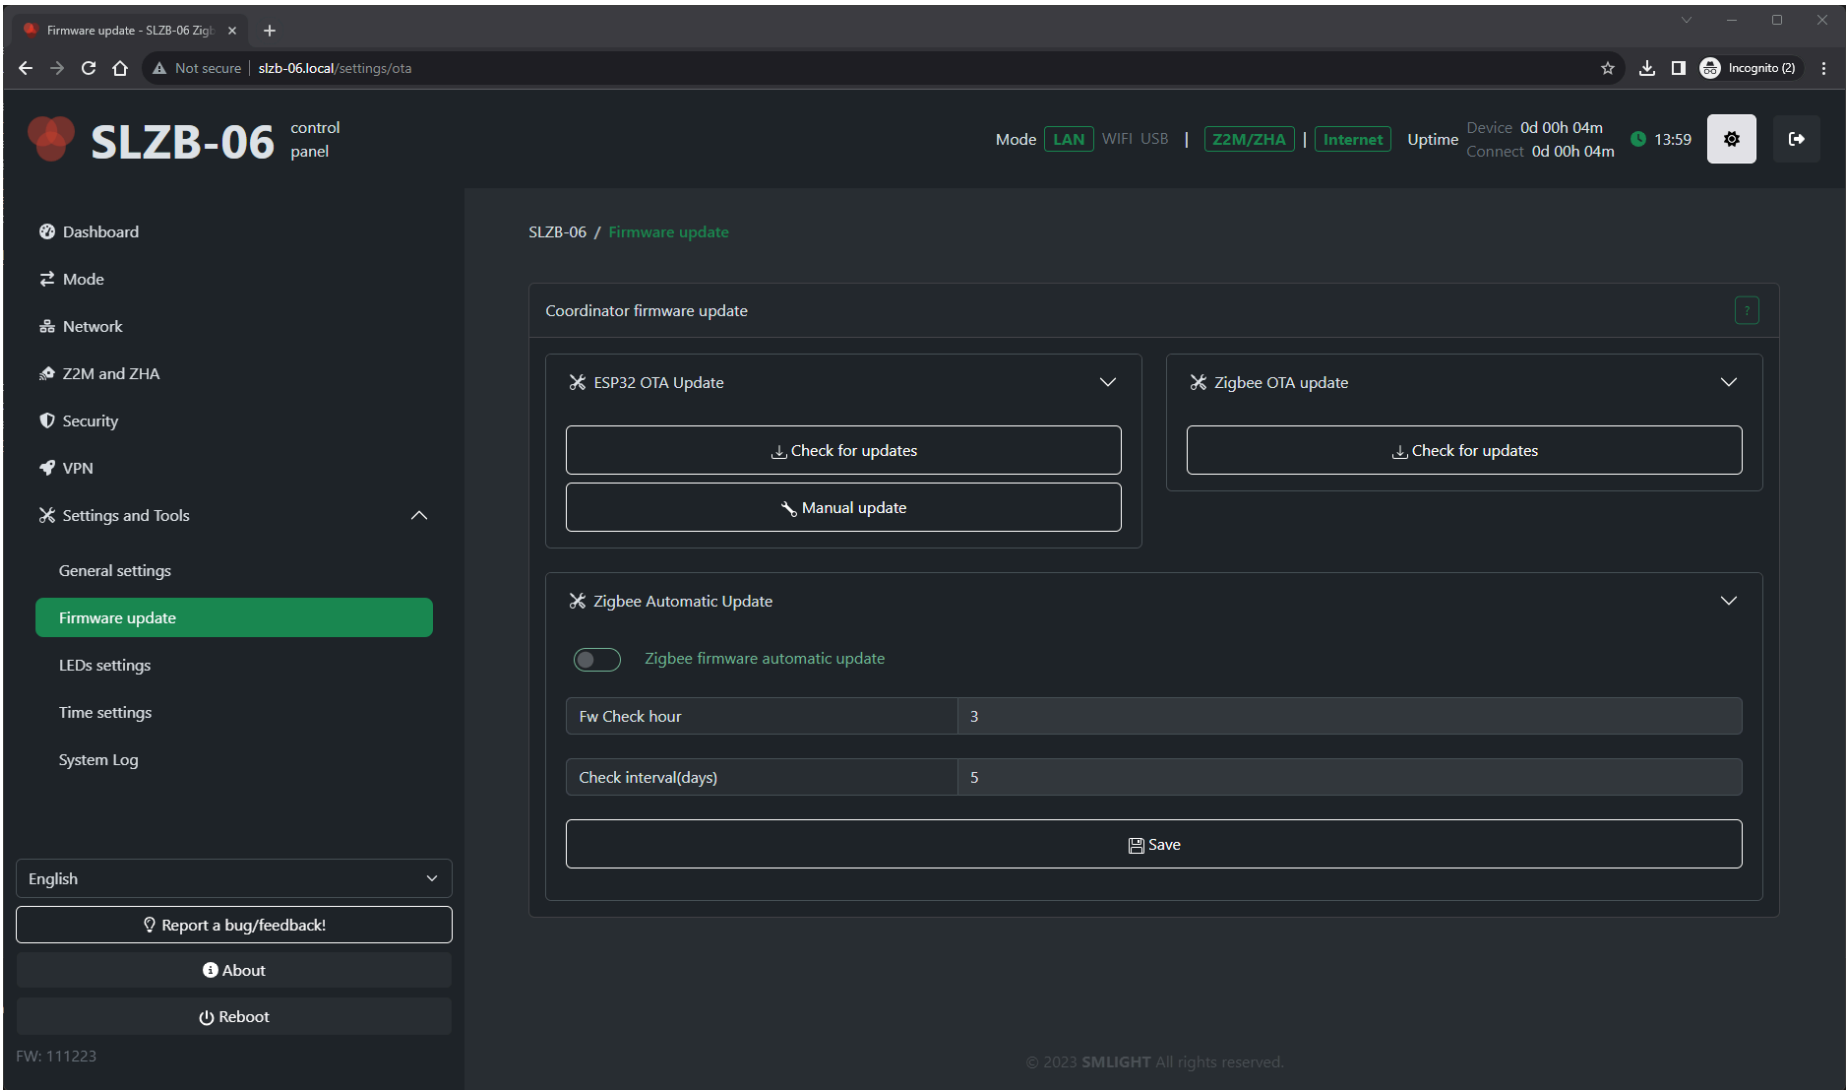 Firmware update - SLZB-06 Zigb
Not secure | slzb-06.local/settings/ota
Incognito (2)
SLZB-06 control panel
Mode LAN WIFI USB | Z2M/ZHA | Internet Uptime
Device 0d 00h 04m
Connect 0d 00h 04m
13:59
Dashboard
Mode
Network
Z2M and ZHA
Security
VPN
Settings and Tools
General settings
Firmware update
LEDs settings
Time settings
System Log
English
Report a bug/feedback!
About
Reboot
FW: 111223
SLZB-06 / Firmware update
Coordinator firmware update
?
ESP32 OTA Update
Check for updates
Manual update
Zigbee OTA update
Check for updates
Zigbee Automatic Update
Zigbee firmware automatic update
Fw Check hour 3
Check interval(days) 5
Save
© 2023 SMLIGHT All rights reserved.